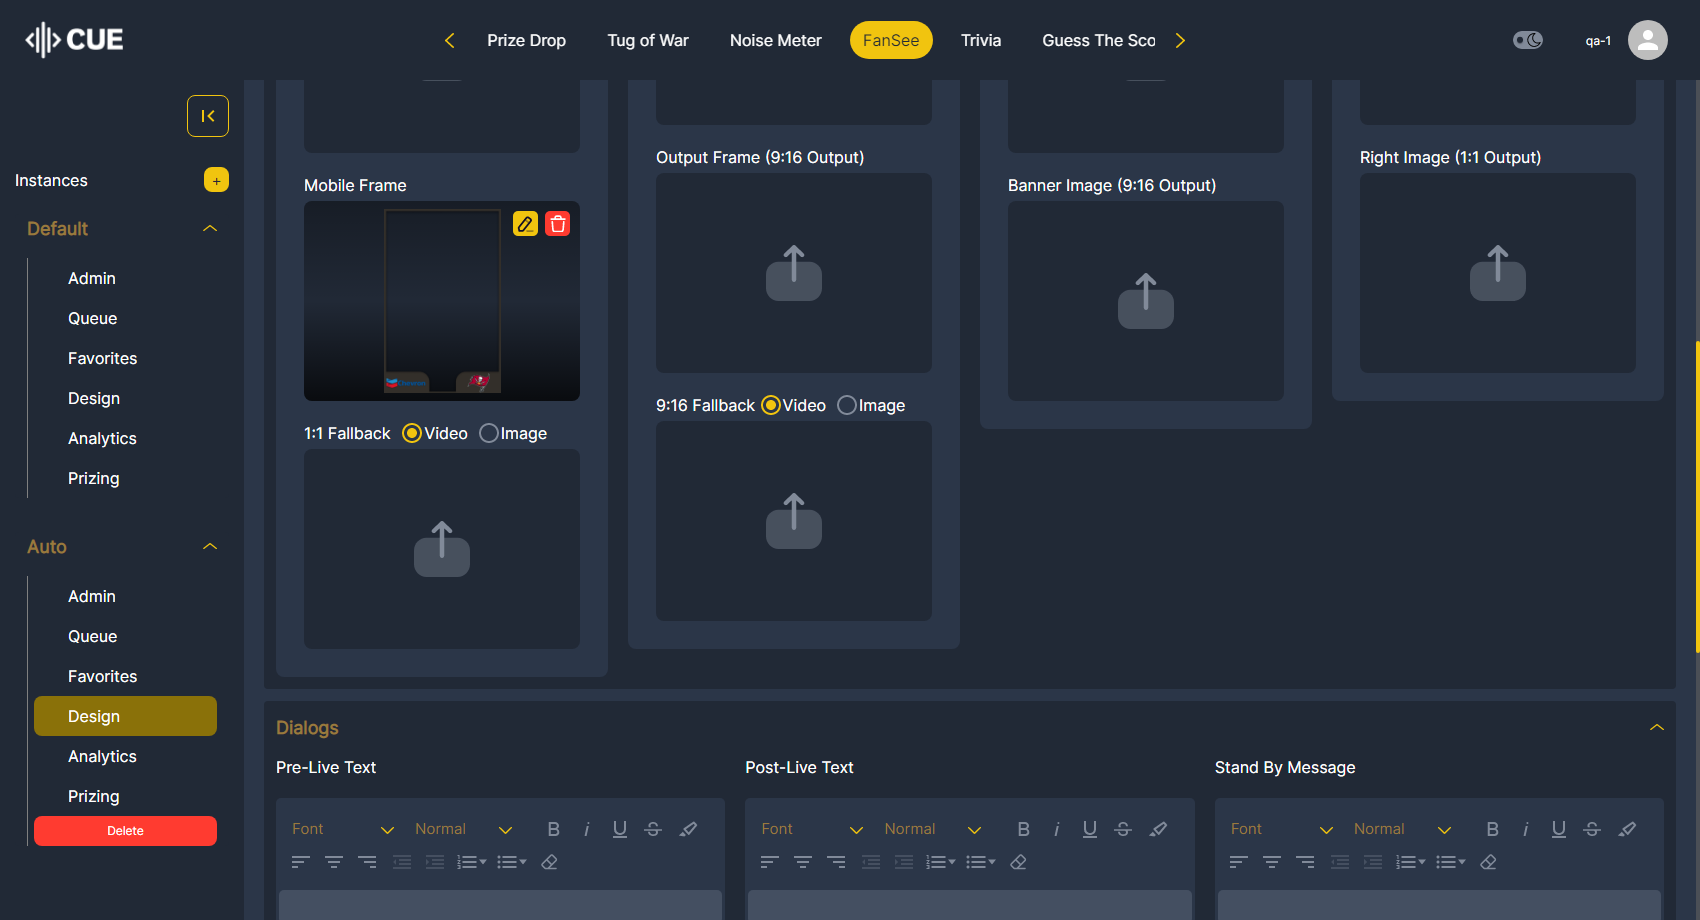 CUE
Prize Drop
Tug of War
Noise Meter
FanSee
Trivia
Guess The Sco
qa-1
Instances
+
Default
Admin
Queue
Favorites
Design
Analytics
Prizing
Auto
Admin
Queue
Favorites
Design
Analytics
Prizing
Delete
Mobile Frame
1:1 Fallback
Video
Image
Output Frame (9:16 Output)
9:16 Fallback
Video
Image
Banner Image (9:16 Output)
Right Image (1:1 Output)
Dialogs
Pre-Live Text
Font
Normal
B i U S
Post-Live Text
Font
Normal
B i U S
Stand By Message
Font
Normal
B i U S